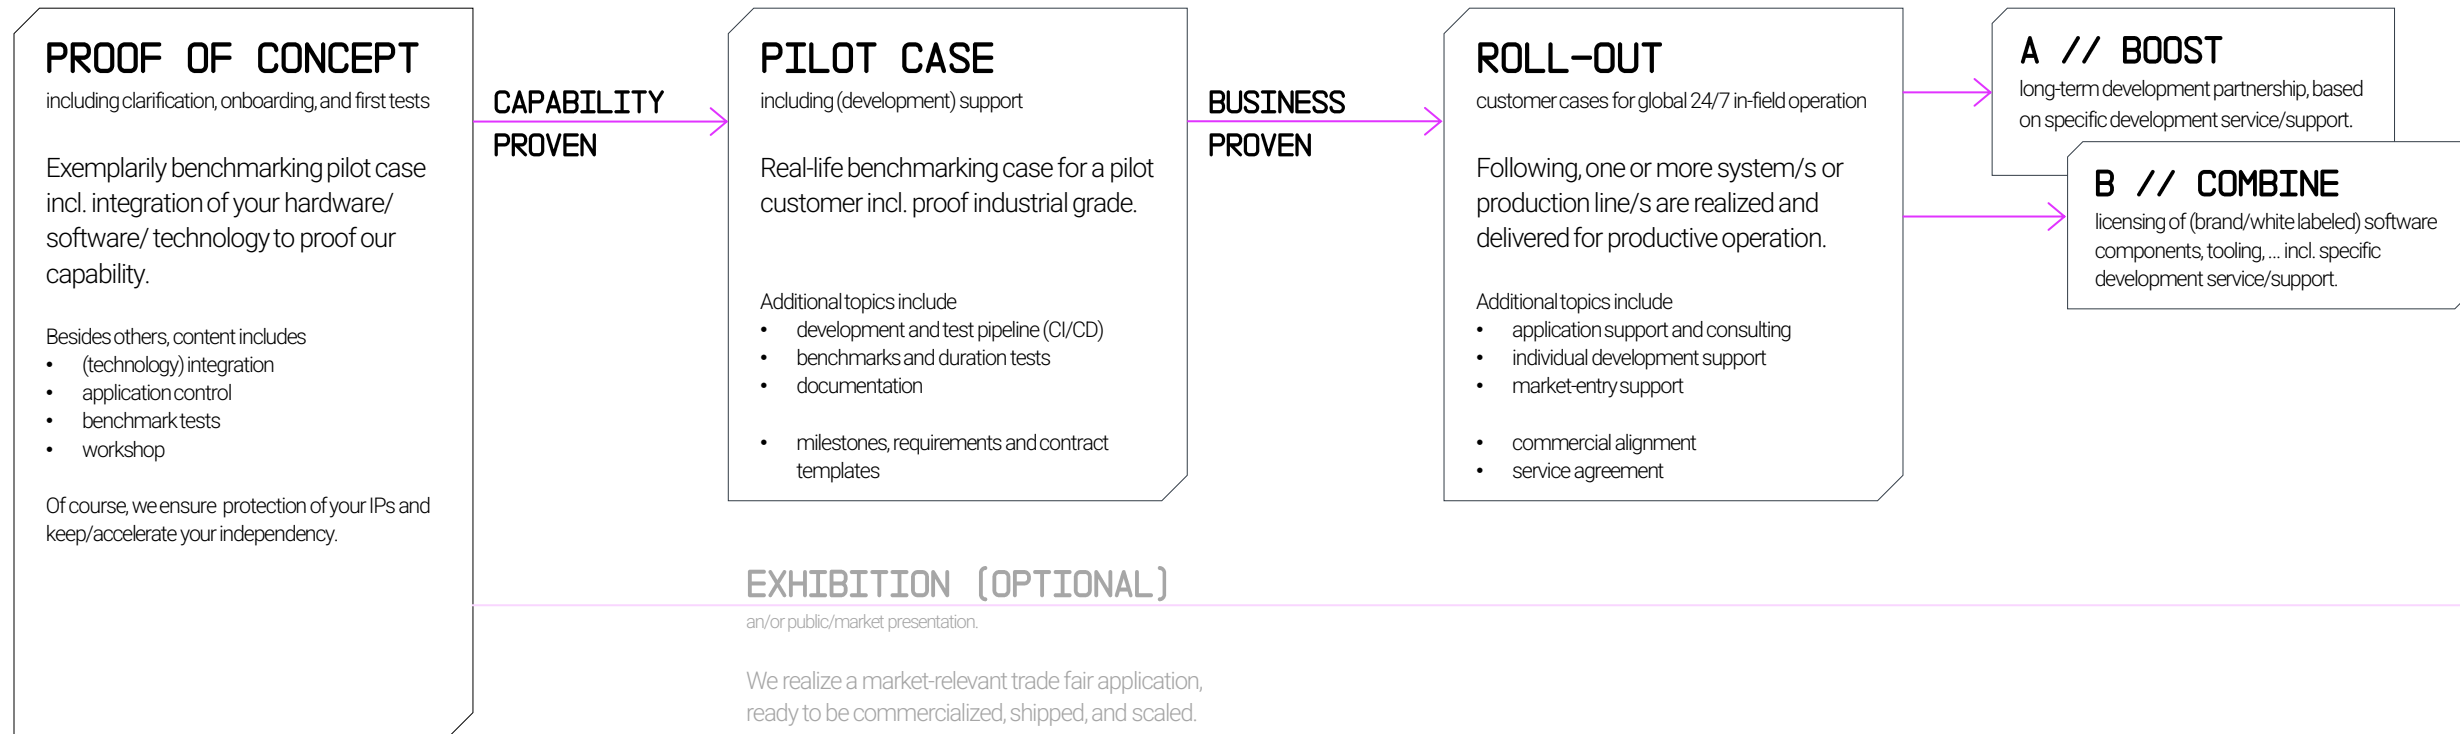 PROOF OF CONCEPT
including clarification, onboarding, and first tests
Exemplarily benchmarking pilot case
incl. integration of your hardware/
software/ technology to proof our
capability.
Besides others, content includes
• (technology) integration
• application control
• benchmark tests
• workshop
Of course, we ensure protection of your IPs and
keep/accelerate your independency.
CAPABILITY
PROVEN
PILOT CASE
including (development) support
Real-life benchmarking case for a pilot
customer incl. proof industrial grade.
Additional topics include
• development and test pipeline (CI/CD)
• benchmarks and duration tests
• documentation
• milestones, requirements and contract
templates
BUSINESS
PROVEN
ROLL-OUT
customer cases for global 24/7 in-field operation
Following, one or more system/s or
production line/s are realized and
delivered for productive operation.
Additional topics include
• application support and consulting
• individual development support
• market-entry support
• commercial alignment
• service agreement
A // BOOST
long-term development partnership, based
on specific development service/support.
B // COMBINE
licensing of (brand/white labeled) software
components, tooling, ... incl. specific
development service/support.
EXHIBITION (OPTIONAL)
an/or public/market presentation.
We realize a market-relevant trade fair application,
ready to be commercialized, shipped, and scaled.